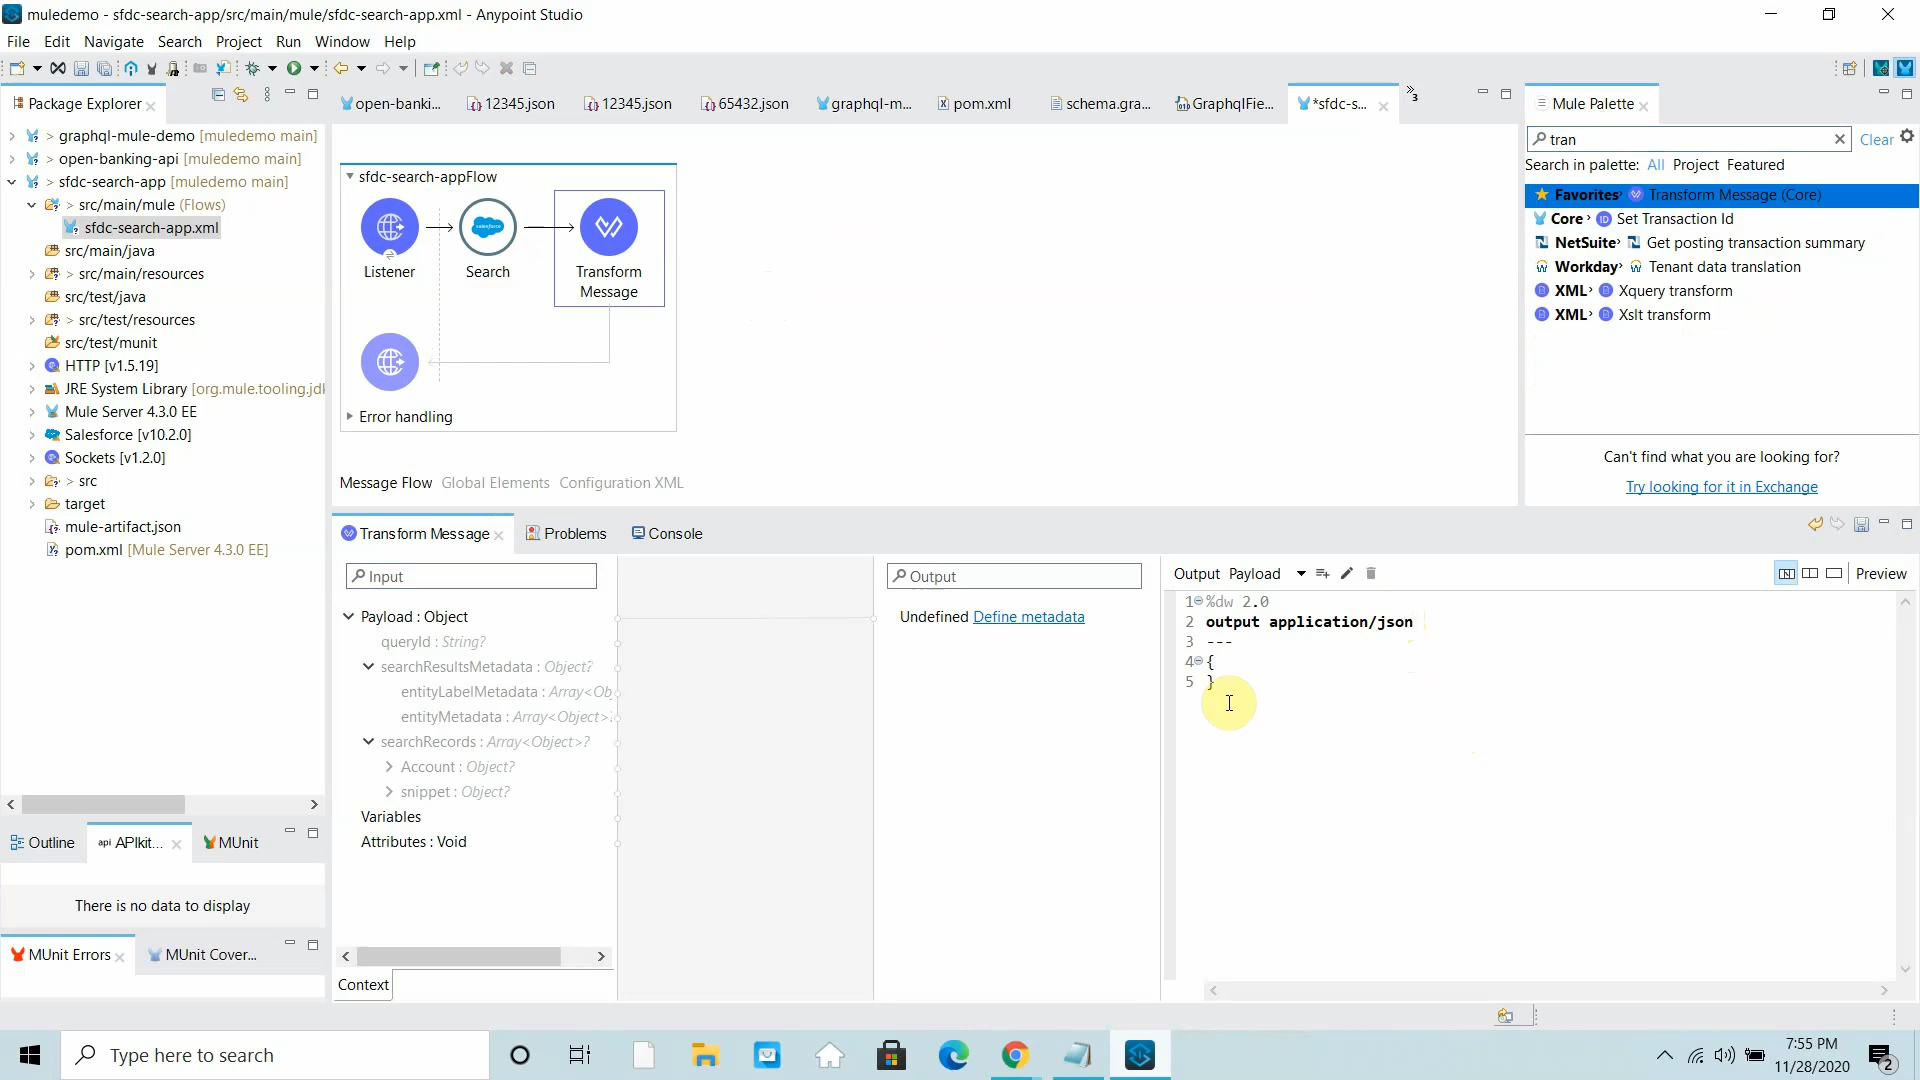 muledemo - sfdc-search-app/src/main/mule/sfdc-search-app.xml - Anypoint Studio
File Edit Navigate Search Project Run Window Help
Package Explorer
open-banki... 12345.json 12345.json 65432.json graphql-m... pom.xml schema.gra... GraphqlFie... *sfdc-s... »3
Mule Palette
> graphql-mule-demo [muledemo main]
> open-banking-api [muledemo main]
> sfdc-search-app [muledemo main]
> src/main/mule (Flows)
sfdc-search-app.xml
src/main/java
> src/main/resources
src/test/java
> src/test/resources
src/test/munit
HTTP [v1.5.19]
JRE System Library [org.mule.tooling.jd
Mule Server 4.3.0 EE
Salesforce [v10.2.0]
Sockets [v1.2.0]
> src
target
mule-artifact.json
pom.xml [Mule Server 4.3.0 EE]
sfdc-search-appFlow
salesforce
Listener
Search
Transform
Message
Error handling
Message Flow Global Elements Configuration XML
tran
Clear
Search in palette: All Project Featured
Favorites› Transform Message (Core)
Core › Set Transaction Id
NetSuite› Get posting transaction summary
Workday› Tenant data translation
XML› Xquery transform
XML› Xslt transform
Can't find what you are looking for?
Try looking for it in Exchange
Transform Message Problems Console
Input
Payload : Object
queryId : String?
searchResultsMetadata : Object?
entityLabelMetadata : Array<Ob
entityMetadata : Array<Object>?
searchRecords : Array<Object>?
Account : Object?
snippet : Object?
Variables
Attributes : Void
Context
Output
Undefined Define metadata
Output Payload
Preview
1 %dw 2.0
2 output application/json
3 ---
4 {
5 }
Outline APIkit... MUnit
There is no data to display
MUnit Errors MUnit Cover...
Type here to search
7:55 PM
11/28/2020
2